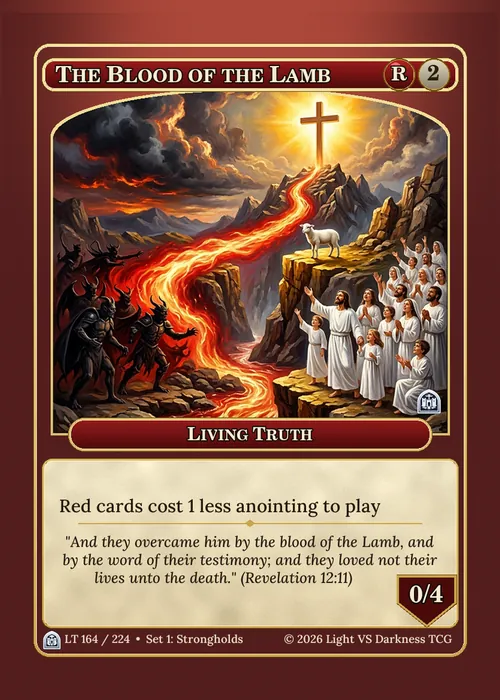 The Blood of the Lamb R 2
Living Truth
Red cards cost 1 less anointing to play
"And they overcame him by the blood of the Lamb, and
by the word of their testimony; and they loved not their
lives unto the death." (Revelation 12:11)
0/4
LT 164 / 224 • Set 1: Strongholds © 2026 Light VS Darkness TCG